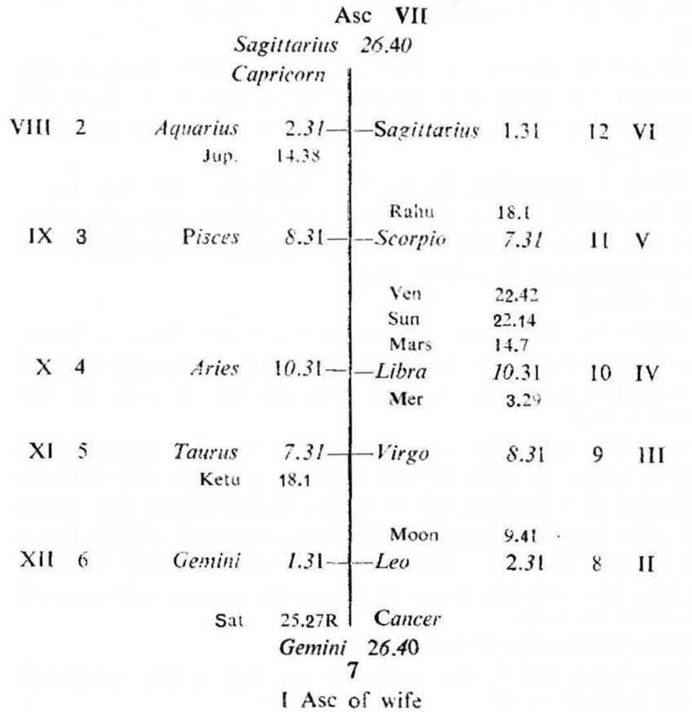 Asc VII
Sagittarius 26.40
Capricorn
VIII 2 Aquarius 2.31 Sagittarius 1.31 12 VI
Jup. 14.38
Rahu 18.1
IX 3 Pisces 8.31 Scorpio 7.31 11 V
Ven 22.42
Sun 22.14
Mars 14.7
X 4 Aries 10.31 Libra 10.31 10 IV
Mer 3.29
XI 5 Taurus 7.31 Virgo 8.31 9 III
Ketu 18.1
Moon 9.41
XII 6 Gemini 1.31 Leo 2.31 8 II
Sat 25.27R Cancer
Gemini 26.40
7
I Asc of wife